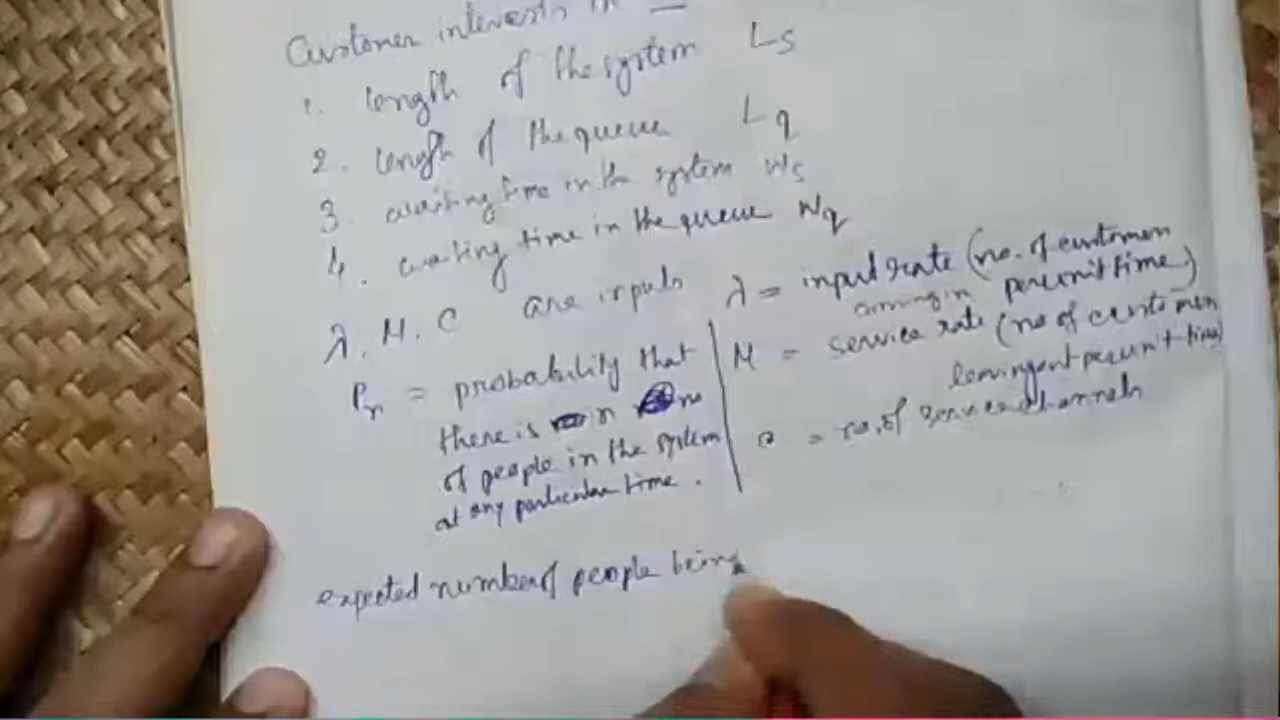 Customer interests in —
1. length of the system Ls
2. length of the queue Lq
3. waiting time in the system Ws
4. waiting time in the queue Wq
λ, M, C are inputs
λ = input rate (no. of customers
coming in per unit time)
M = service rate (no of customers
per unit time)
c = no. of service channels
Pn = probability that
there is n no
of people in the system
at any particular time.
expected number of people being